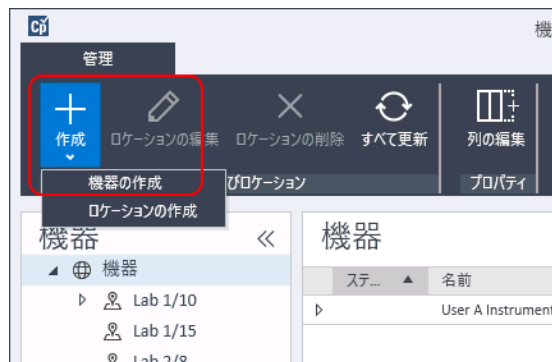 Cp
機
管理
作成
ロケーションの編集
ロケーションの削除
すべて更新
列の編集
機器の作成
びロケーション
プロパティ
ロケーションの作成
機器
機器
機器
ステ...
名前
Lab 1/10
User A Instrument
Lab 1/15
Lab 2/8